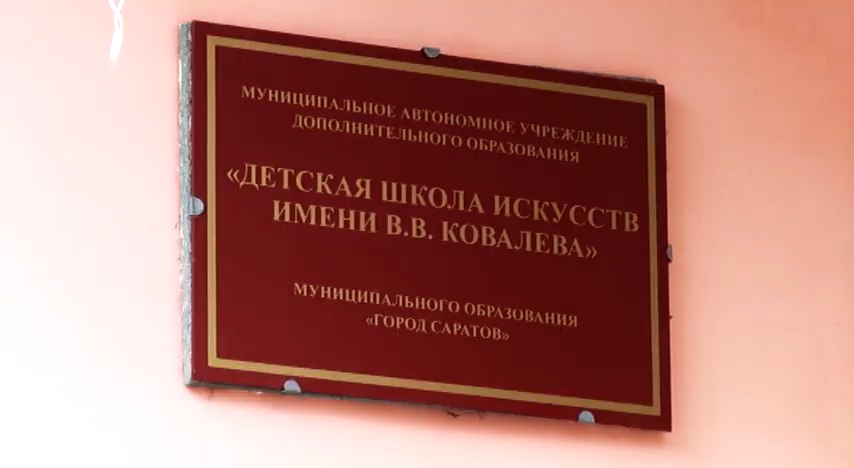 МУНИЦИПАЛЬНОЕ АВТОНОМНОЕ УЧРЕЖДЕНИЕ
ДОПОЛНИТЕЛЬНОГО ОБРАЗОВАНИЯ
«ДЕТСКАЯ ШКОЛА ИСКУССТВ
ИМЕНИ В.В. КОВАЛЕВА»
МУНИЦИПАЛЬНОГО ОБРАЗОВАНИЯ
«ГОРОД САРАТОВ»